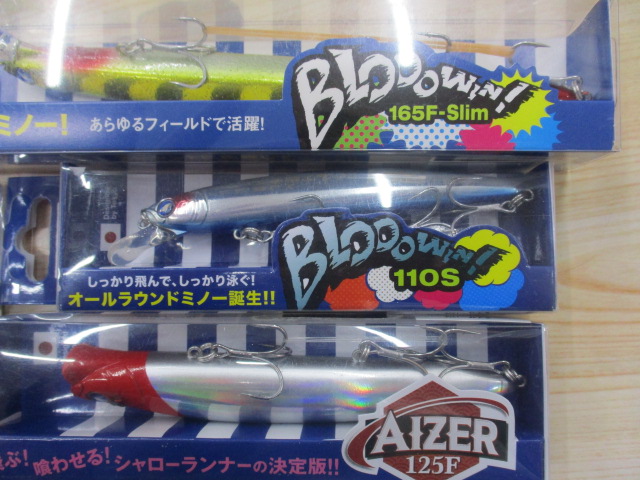 BLOOOWIN!
165F-Slim
ミノー!
あらゆるフィールドで活躍!
BLOOOWIN!
110S
しっかり飛んで、しっかり泳ぐ!
オールラウンドミノー誕生!!
AIZER
125F
ぶ! 喰わせる! シャローランナーの決定版!!